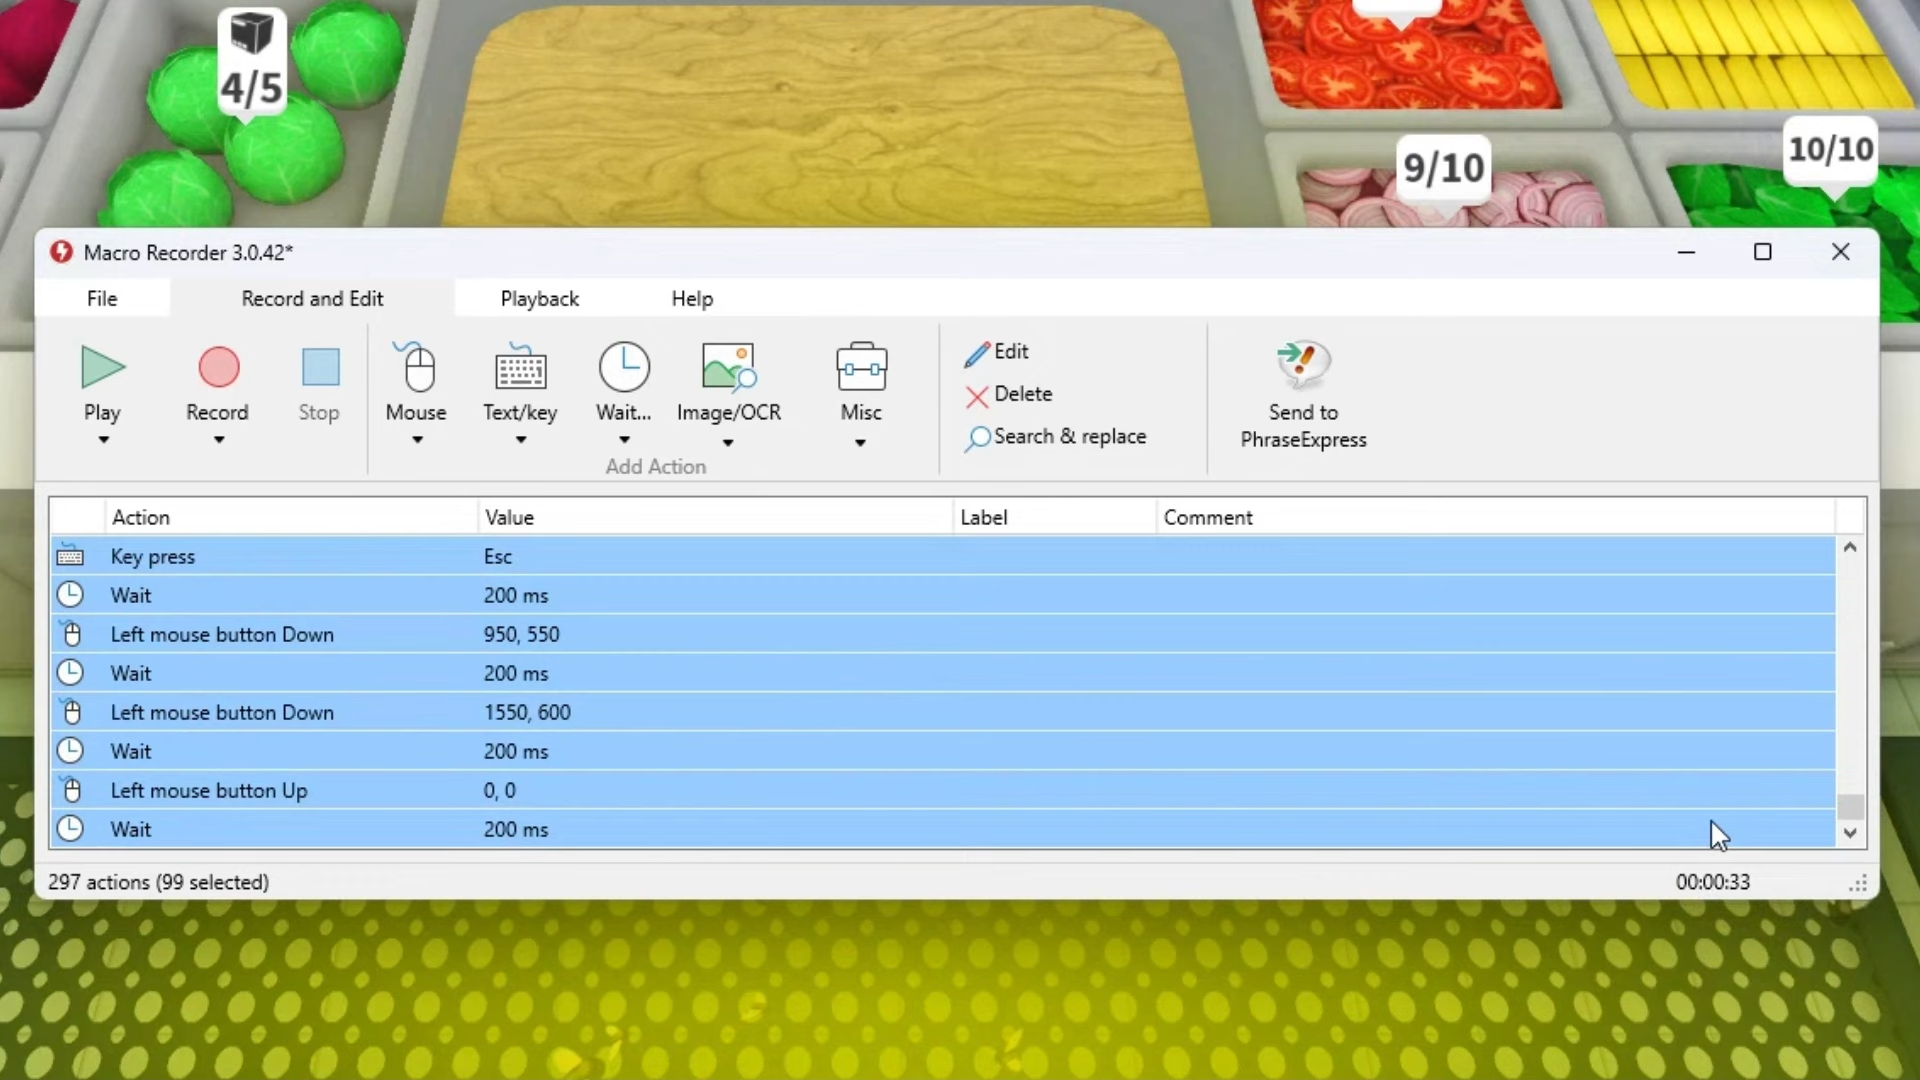 4/5
9/10
10/10
Macro Recorder 3.0.42*
File Record and Edit Playback Help
Play Record Stop Mouse Text/key Wait... Image/OCR Misc
Add Action
Edit
Delete
Search & replace
Send to
PhraseExpress
Action Value Label Comment
Key press Esc
Wait 200 ms
Left mouse button Down 950, 550
Wait 200 ms
Left mouse button Down 1550, 600
Wait 200 ms
Left mouse button Up 0, 0
Wait 200 ms
297 actions (99 selected) 00:00:33